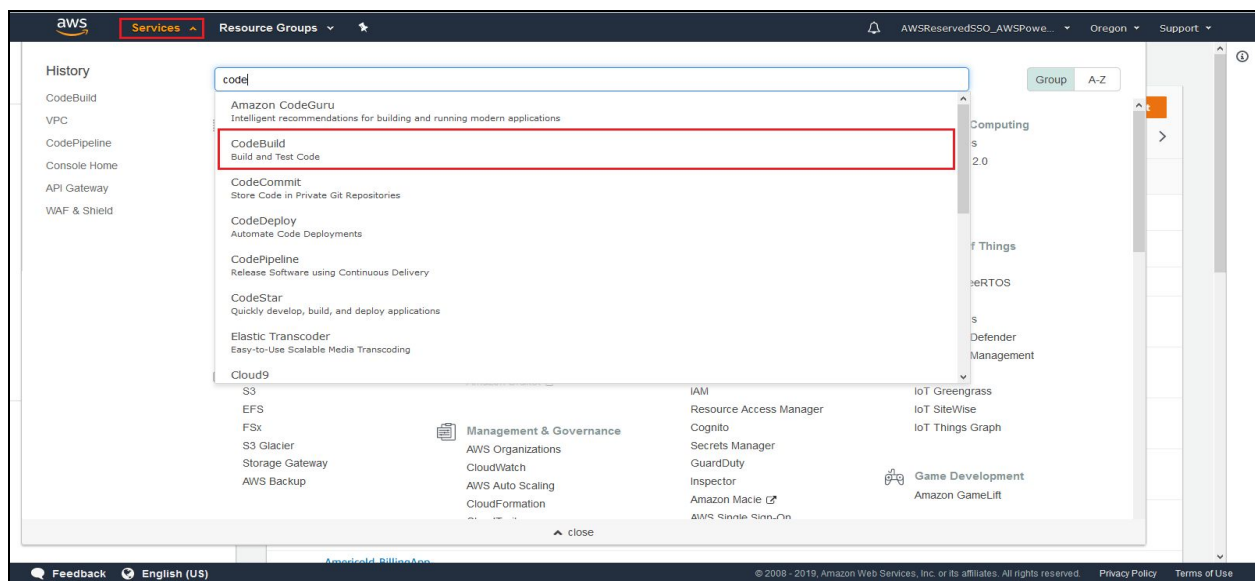 aws
Services
Resource Groups
AWSReservedSSO_AWSPowe...
Oregon
Support
History
CodeBuild
VPC
CodePipeline
Console Home
API Gateway
WAF & Shield
code
Group
A-Z
Amazon CodeGuru
Intelligent recommendations for building and running modern applications
CodeBuild
Build and Test Code
CodeCommit
Store Code in Private Git Repositories
CodeDeploy
Automate Code Deployments
CodePipeline
Release Software using Continuous Delivery
CodeStar
Quickly develop, build, and deploy applications
Elastic Transcoder
Easy-to-Use Scalable Media Transcoding
Cloud9
S3
EFS
FSx
S3 Glacier
Storage Gateway
AWS Backup
Management & Governance
AWS Organizations
CloudWatch
AWS Auto Scaling
CloudFormation
IAM
Resource Access Manager
Cognito
Secrets Manager
GuardDuty
Inspector
Amazon Macie
AWS Single Sign-On
Computing
s
2.0
f Things
eeRTOS
s
Defender
Management
IoT Greengrass
IoT SiteWise
IoT Things Graph
Game Development
Amazon GameLift
close
Americold-BillingApp
Feedback
English (US)
© 2008 - 2019, Amazon Web Services, Inc. or its affiliates. All rights reserved.
Privacy Policy
Terms of Use